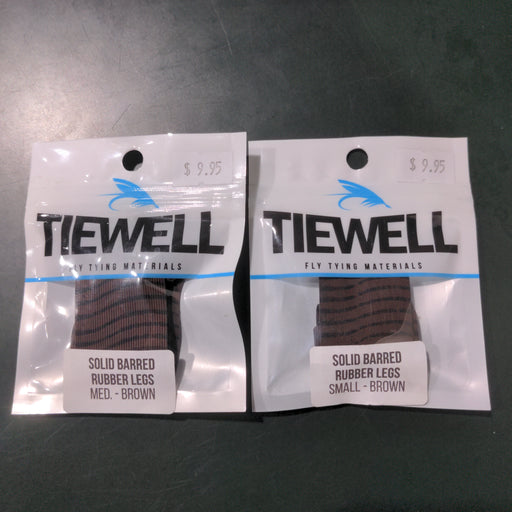 $ 9.95
TIEWELL
FLY TYING MATERIALS
SOLID BARRED
RUBBER LEGS
MED. - BROWN
$ 9.95
TIEWELL
FLY TYING MATERIALS
SOLID BARRED
RUBBER LEGS
SMALL - BROWN